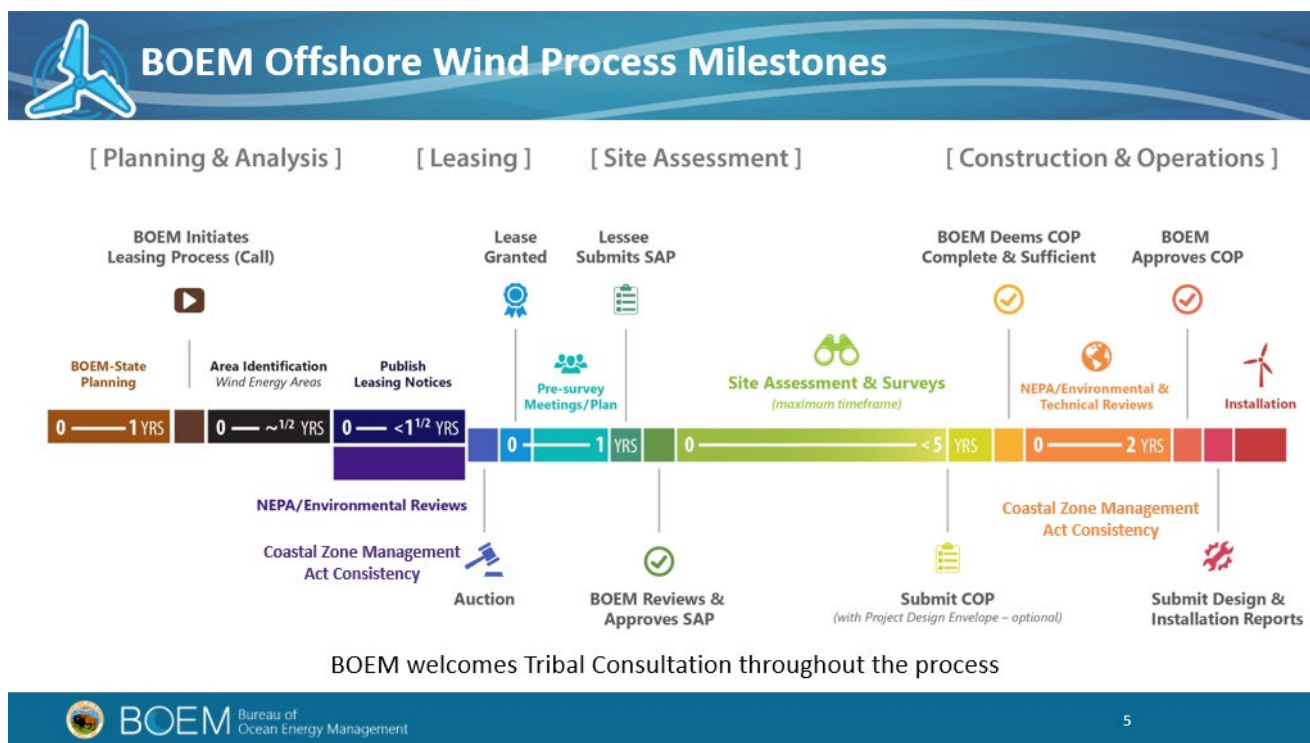 BOEM Offshore Wind Process Milestones
[ Planning & Analysis ]
[ Leasing ]
[ Site Assessment ]
[ Construction & Operations ]
BOEM Initiates
Leasing Process (Call)
Lease
Granted
Lessee
Submits SAP
BOEM Deems COP
Complete & Sufficient
BOEM
Approves COP
BOEM-State
Planning
Area Identification
Wind Energy Areas
Publish
Leasing Notices
Pre-survey
Meetings/Plan
Site Assessment & Surveys
(maximum timeframe)
NEPA/Environmental &
Technical Reviews
Installation
0 1 YRS
0 ~1/2 YRS
0 <1 1/2 YRS
0 1 YRS
0 <5 YRS
0 2 YRS
NEPA/Environmental Reviews
Coastal Zone Management
Act Consistency
Auction
BOEM Reviews &
Approves SAP
Submit COP
(with Project Design Envelope – optional)
Coastal Zone Management
Act Consistency
Submit Design &
Installation Reports
BOEM welcomes Tribal Consultation throughout the process
BOEM
Bureau of
Ocean Energy Management
5